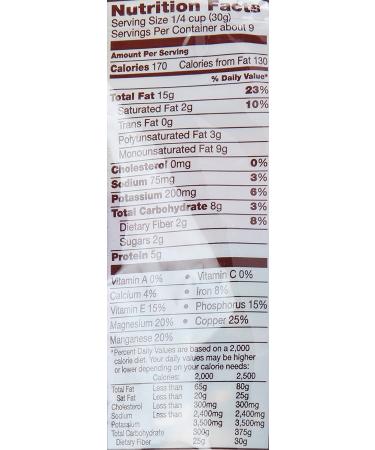 Nutrition Facts
Serving Size 1/4 cup (30g)
Servings Per Container about 9
Amount Per Serving
Calories 170 Calories from Fat 130
% Daily Value*
Total Fat 15g 23%
Saturated Fat 2g 10%
Trans Fat 0g
Polyunsaturated Fat 3g
Monounsaturated Fat 9g
Cholesterol 0mg 0%
Sodium 75mg 3%
Potassium 200mg 6%
Total Carbohydrate 8g 3%
Dietary Fiber 2g 8%
Sugars 2g
Protein 5g
Vitamin A 0% • Vitamin C 0%
Calcium 4% • Iron 8%
Vitamin E 15% • Phosphorus 15%
Magnesium 20% • Copper 25%
Manganese 20%
*Percent Daily Values are based on a 2,000
calorie diet. Your daily values may be higher
or lower depending on your calorie needs:
Calories: 2,000 2,500
Total Fat Less than 65g 80g
Sat Fat Less than 20g 25g
Cholesterol Less than 300mg 300mg
Sodium Less than 2,400mg 2,400mg
Potassium 3,500mg 3,500mg
Total Carbohydrate 300g 375g
Dietary Fiber 25g 30g